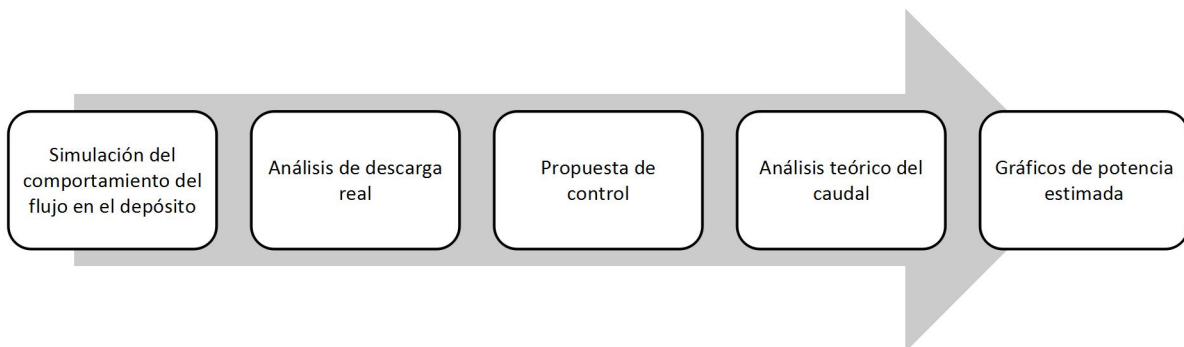 Simulación del
comportamiento del
flujo en el depósito
Análisis de descarga
real
Propuesta de
control
Análisis teórico del
caudal
Gráficos de potencia
estimada